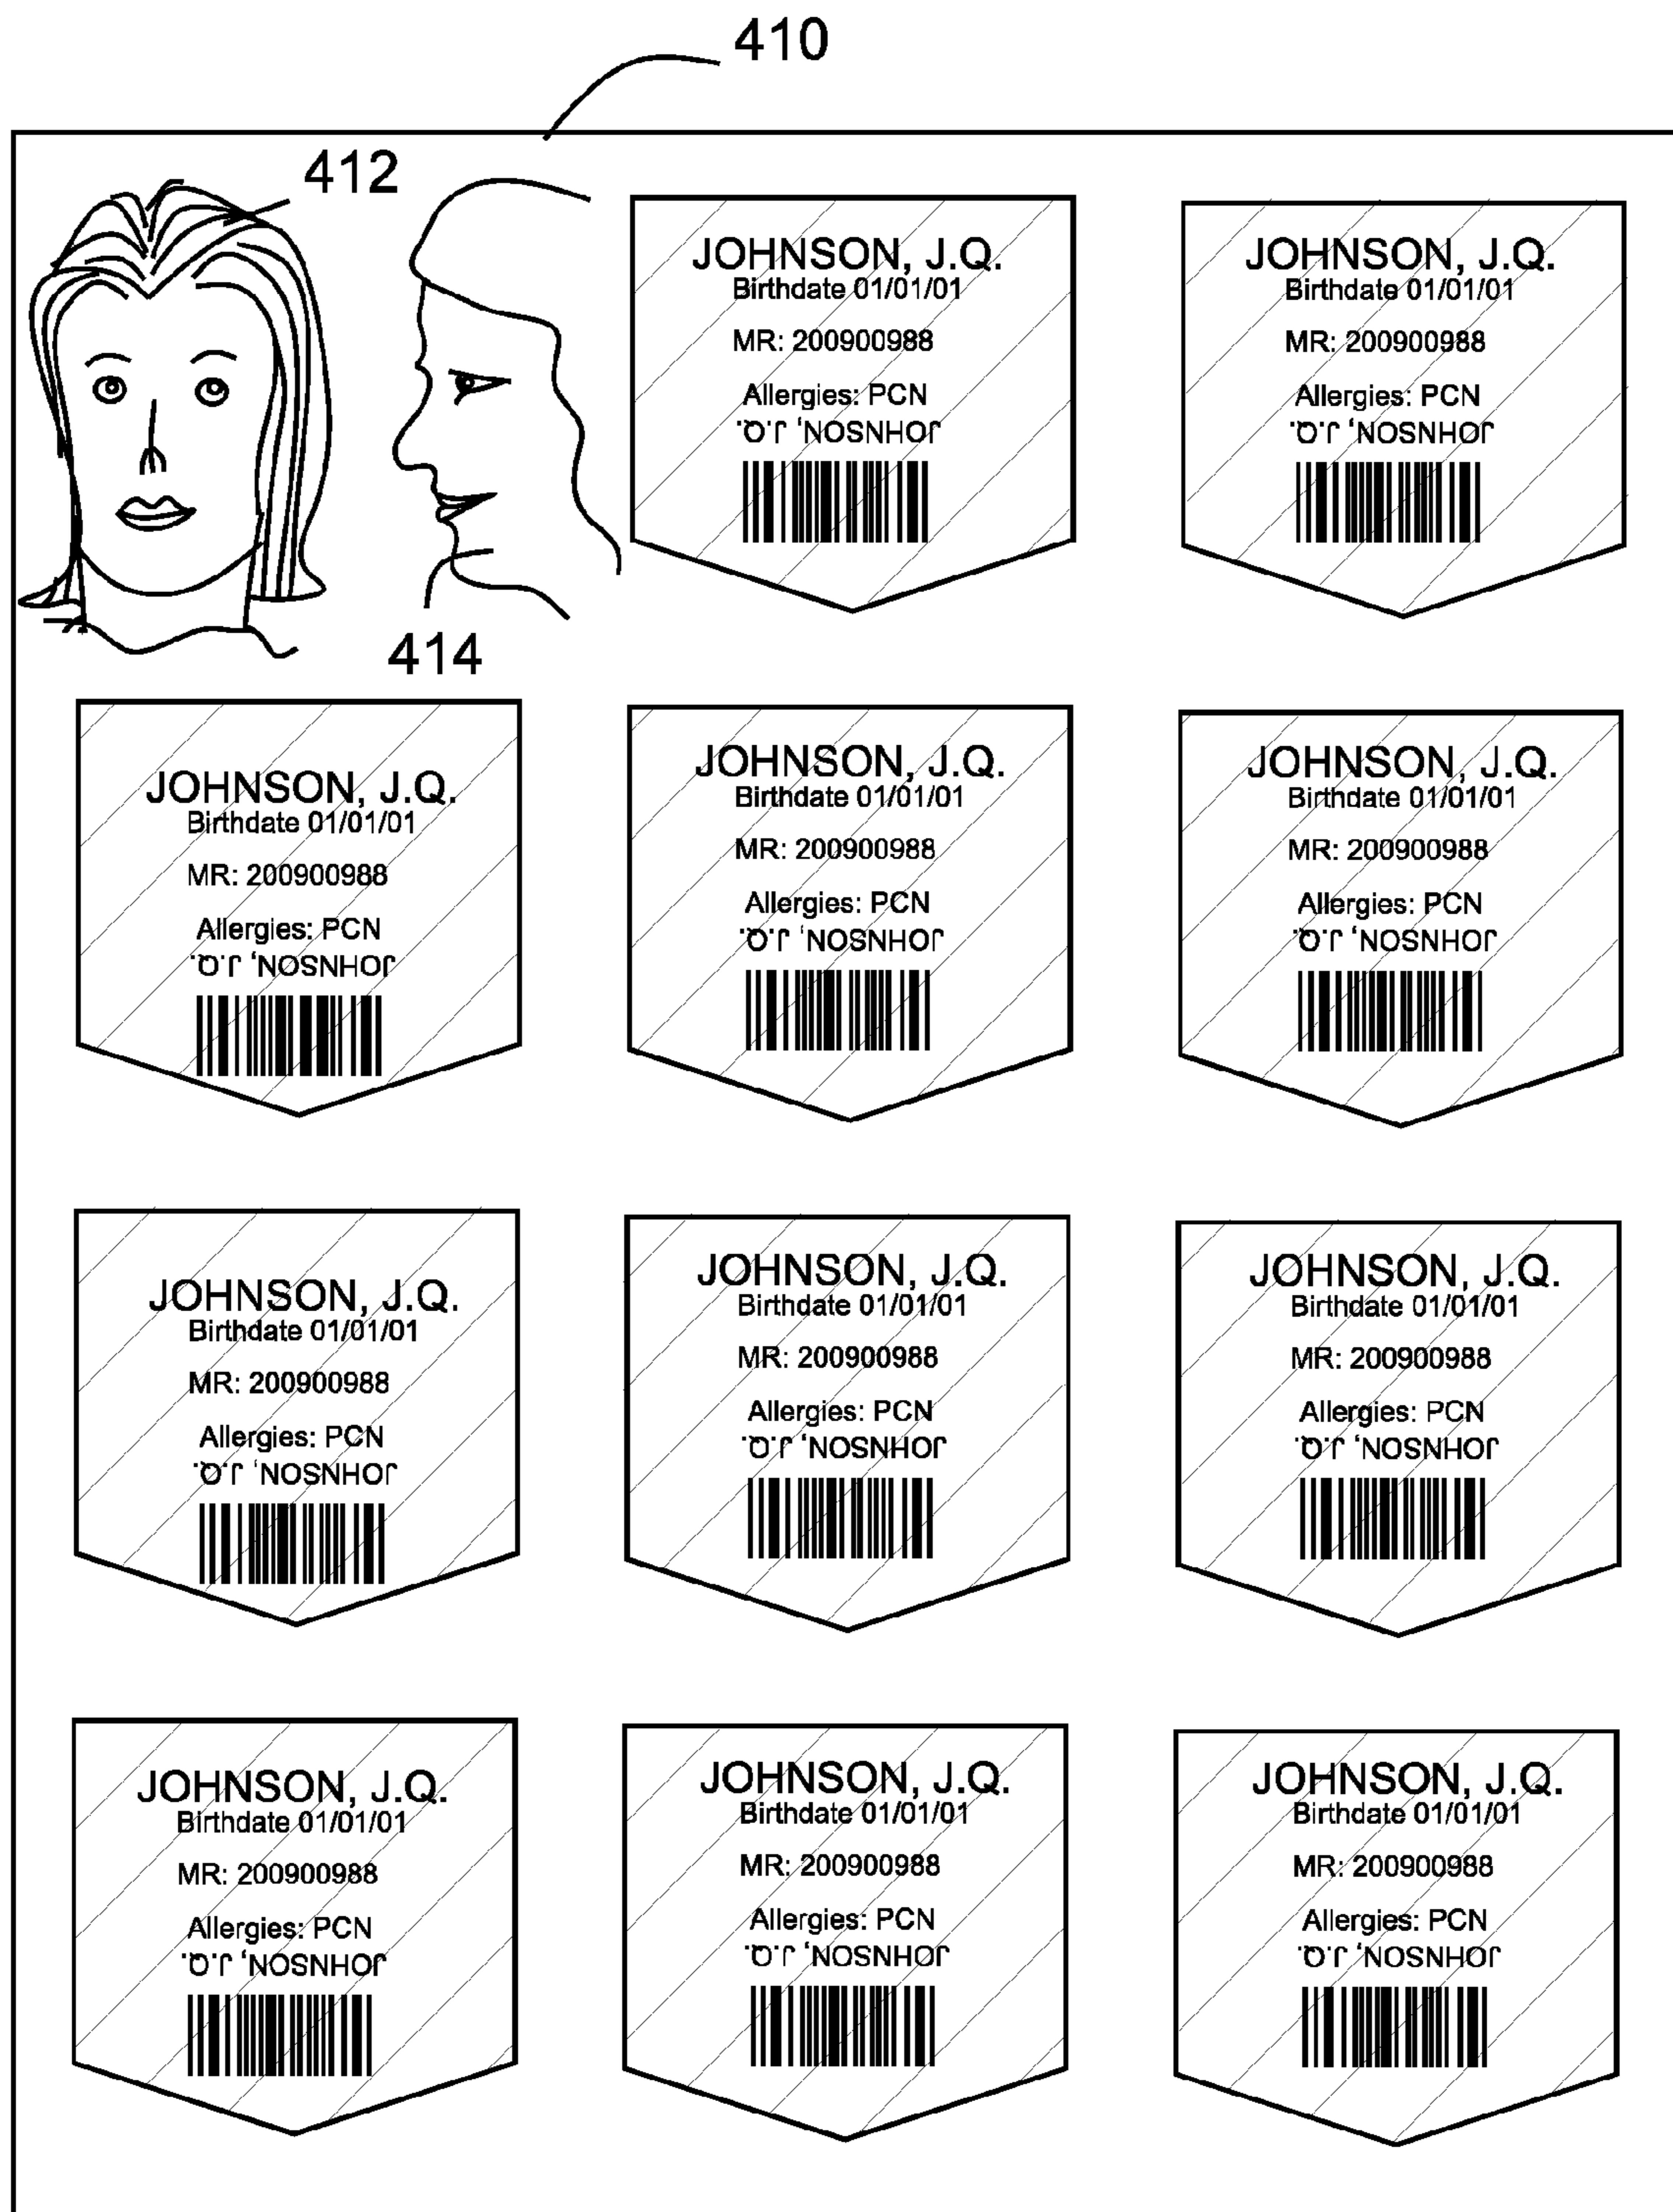 410
412
414
JOHNSON, J.Q.
Birthdate 01/01/01
MR: 200900988
Allergies: PCN
JOHNSON, J.Q.
JOHNSON, J.Q.
Birthdate 01/01/01
MR: 200900988
Allergies: PCN
JOHNSON, J.Q.
JOHNSON, J.Q.
Birthdate 01/01/01
MR: 200900988
Allergies: PCN
JOHNSON, J.Q.
JOHNSON, J.Q.
Birthdate 01/01/01
MR: 200900988
Allergies: PCN
JOHNSON, J.Q.
JOHNSON, J.Q.
Birthdate 01/01/01
MR: 200900988
Allergies: PCN
JOHNSON, J.Q.
JOHNSON, J.Q.
Birthdate 01/01/01
MR: 200900988
Allergies: PCN
JOHNSON, J.Q.
JOHNSON, J.Q.
Birthdate 01/01/01
MR: 200900988
Allergies: PCN
JOHNSON, J.Q.
JOHNSON, J.Q.
Birthdate 01/01/01
MR: 200900988
Allergies: PCN
JOHNSON, J.Q.
JOHNSON, J.Q.
Birthdate 01/01/01
MR: 200900988
Allergies: PCN
JOHNSON, J.Q.
JOHNSON, J.Q.
Birthdate 01/01/01
MR: 200900988
Allergies: PCN
JOHNSON, J.Q.
JOHNSON, J.Q.
Birthdate 01/01/01
MR: 200900988
Allergies: PCN
JOHNSON, J.Q.